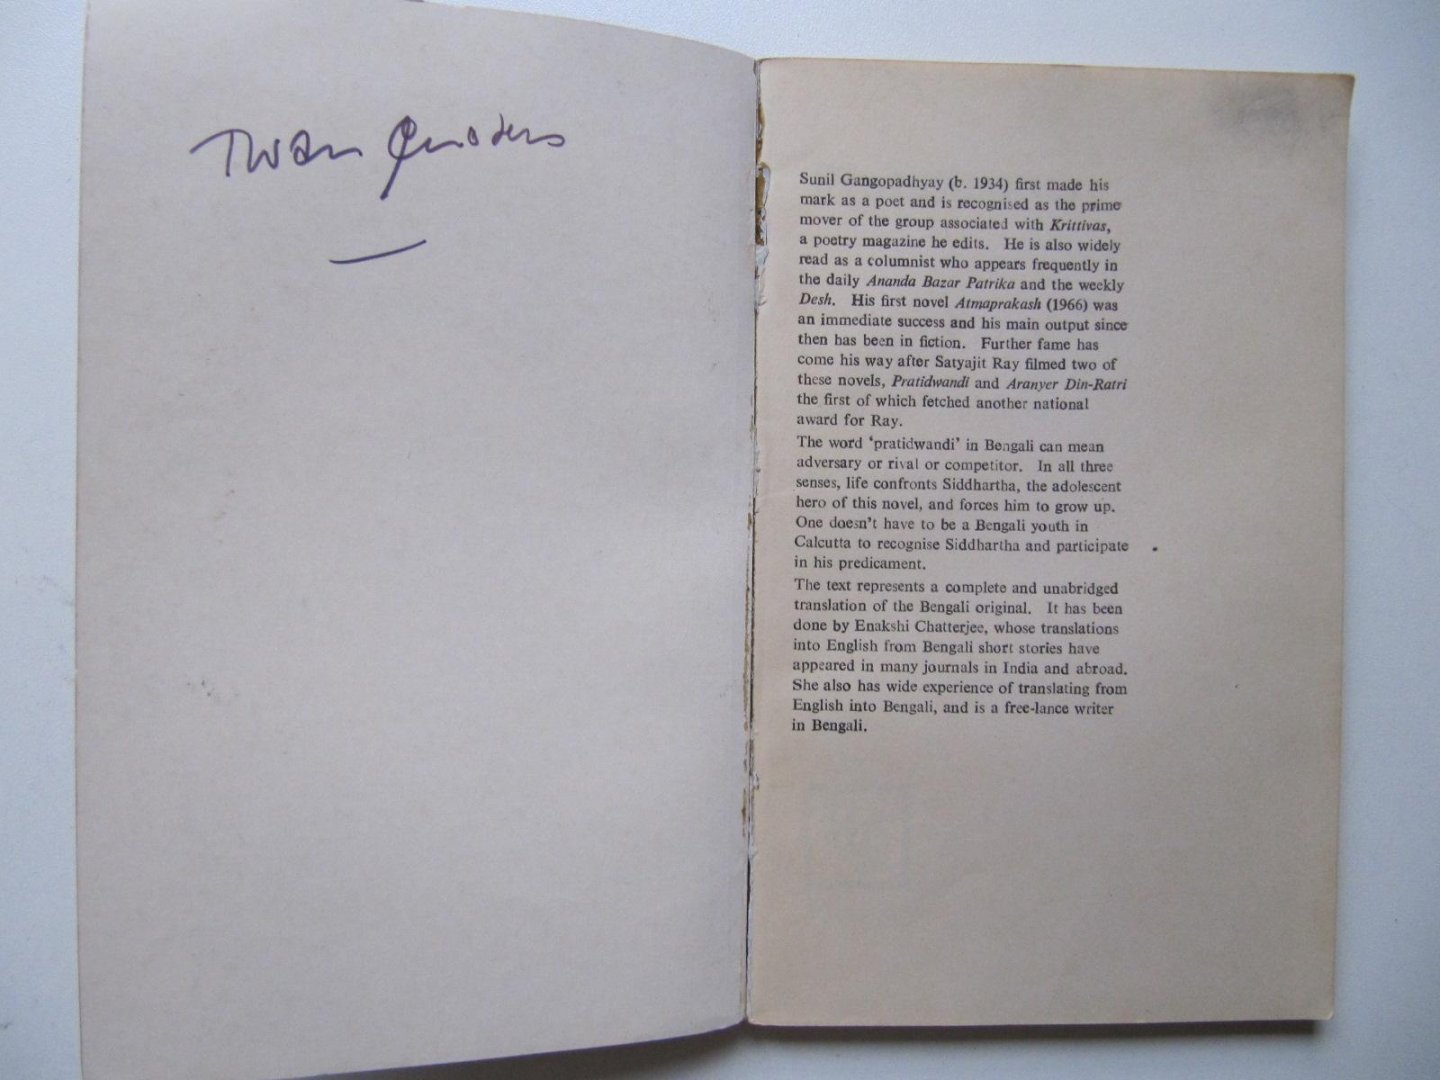 Sunil Gangopadhyay (b. 1934) first made his
mark as a poet and is recognised as the prime
mover of the group associated with Krittivas,
a poetry magazine he edits. He is also widely
read as a columnist who appears frequently in
the daily Ananda Bazar Patrika and the weekly
Desh. His first novel Atmaprakash (1966) was
an immediate success and his main output since
then has been in fiction. Further fame has
come his way after Satyajit Ray filmed two of
these novels, Pratidwandi and Aranyer Din-Ratri
the first of which fetched another national
award for Ray.
The word ‘pratidwandi’ in Bengali can mean
adversary or rival or competitor. In all three
senses, life confronts Siddhartha, the adolescent
hero of this novel, and forces him to grow up.
One doesn't have to be a Bengali youth in
Calcutta to recognise Siddhartha and participate
in his predicament.
The text represents a complete and unabridged
translation of the Bengali original. It has been
done by Enakshi Chatterjee, whose translations
into English from Bengali short stories have
appeared in many journals in India and abroad.
She also has wide experience of translating from
English into Bengali, and is a free-lance writer
in Bengali.